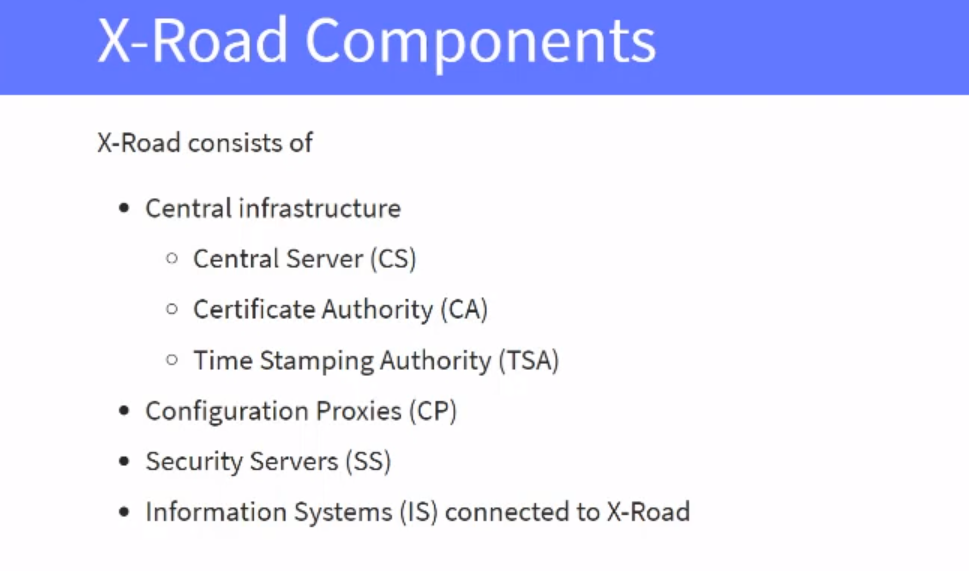 X-Road Components
X-Road consists of
• Central infrastructure
○ Central Server (CS)
○ Certificate Authority (CA)
○ Time Stamping Authority (TSA)
• Configuration Proxies (CP)
• Security Servers (SS)
• Information Systems (IS) connected to X-Road